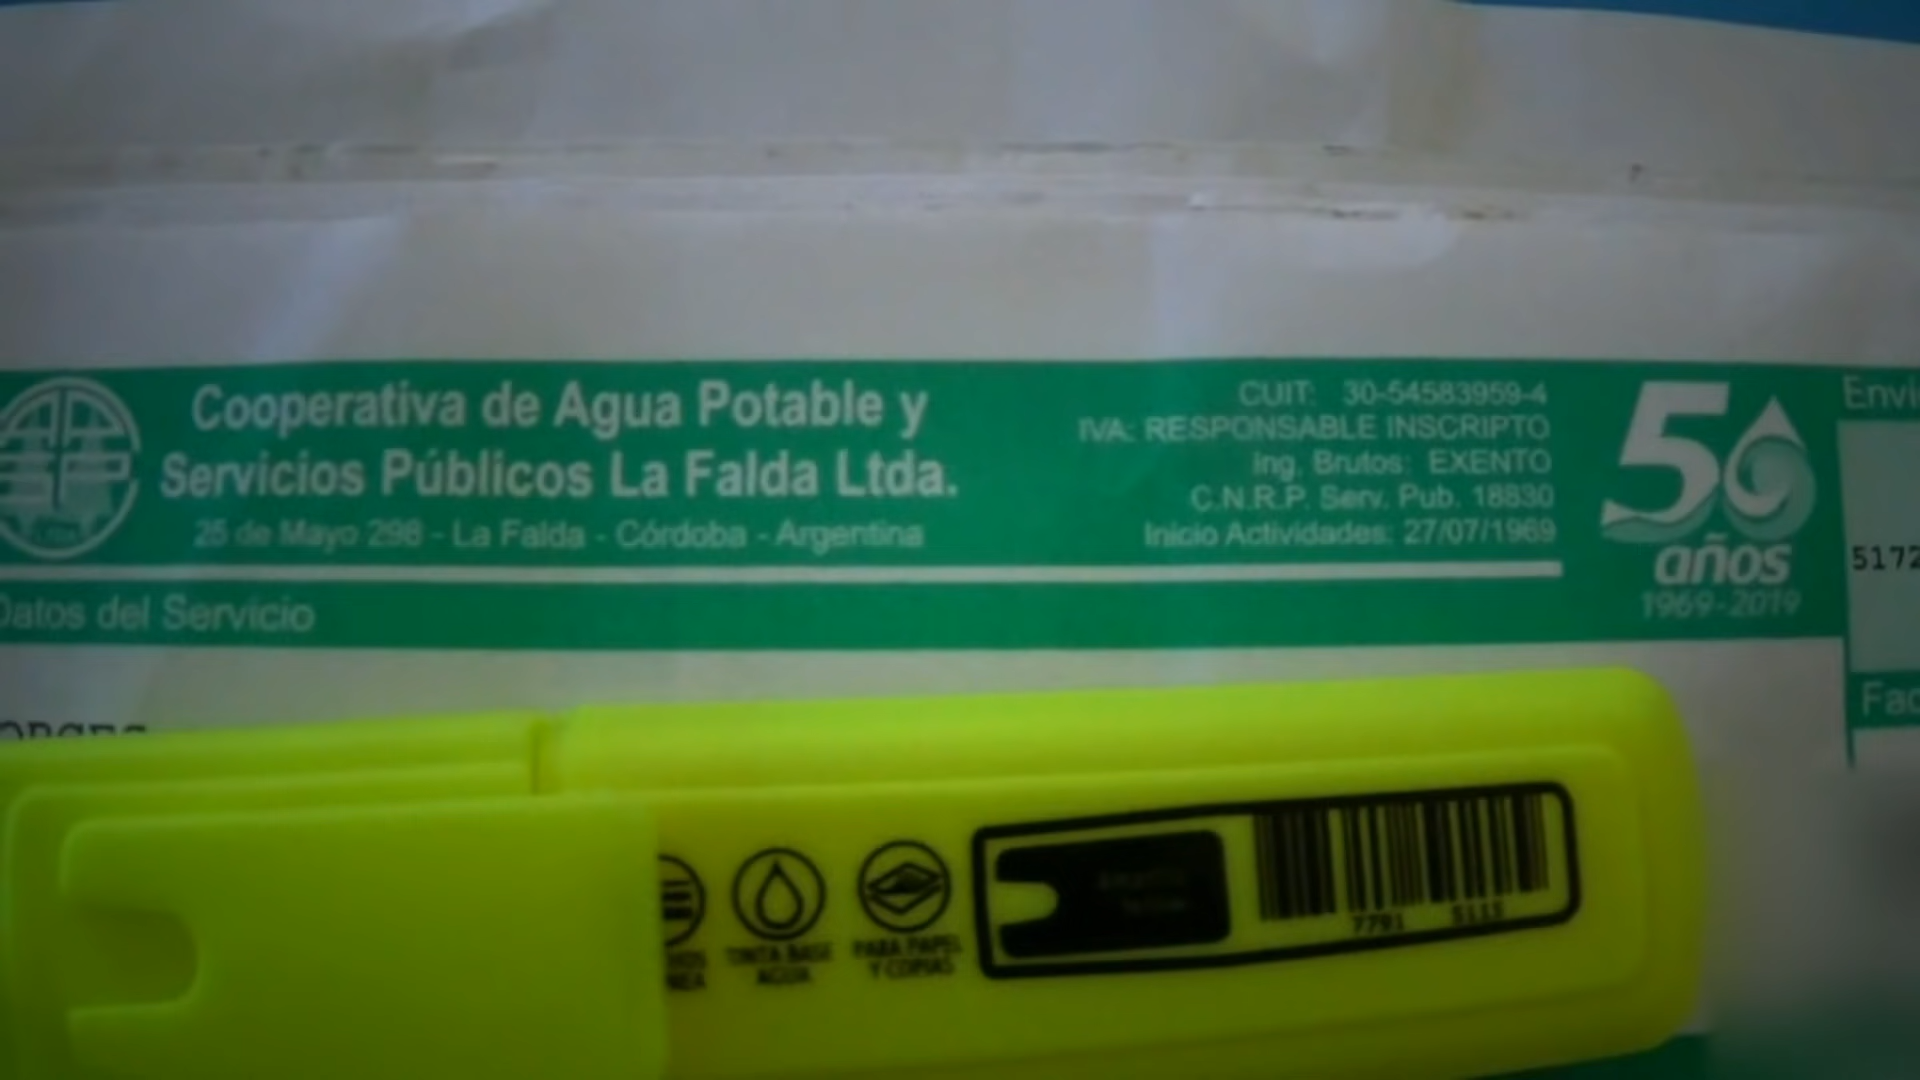 Cooperativa de Agua Potable y
Servicios Públicos La Falda Ltda.
25 de Mayo 298 - La Falda - Córdoba - Argentina
CUIT: 30-54583959-4
IVA: RESPONSABLE INSCRIPTO
Ing. Brutos: EXENTO
C.N.R.P. Serv. Pub. 18830
Inicio Actividades: 27/07/1969
50
años
1969-2019
Datos del Servicio
5172
TINTA BASE
AGUA
PARA PAPEL
Y COPIAS
7791 5115